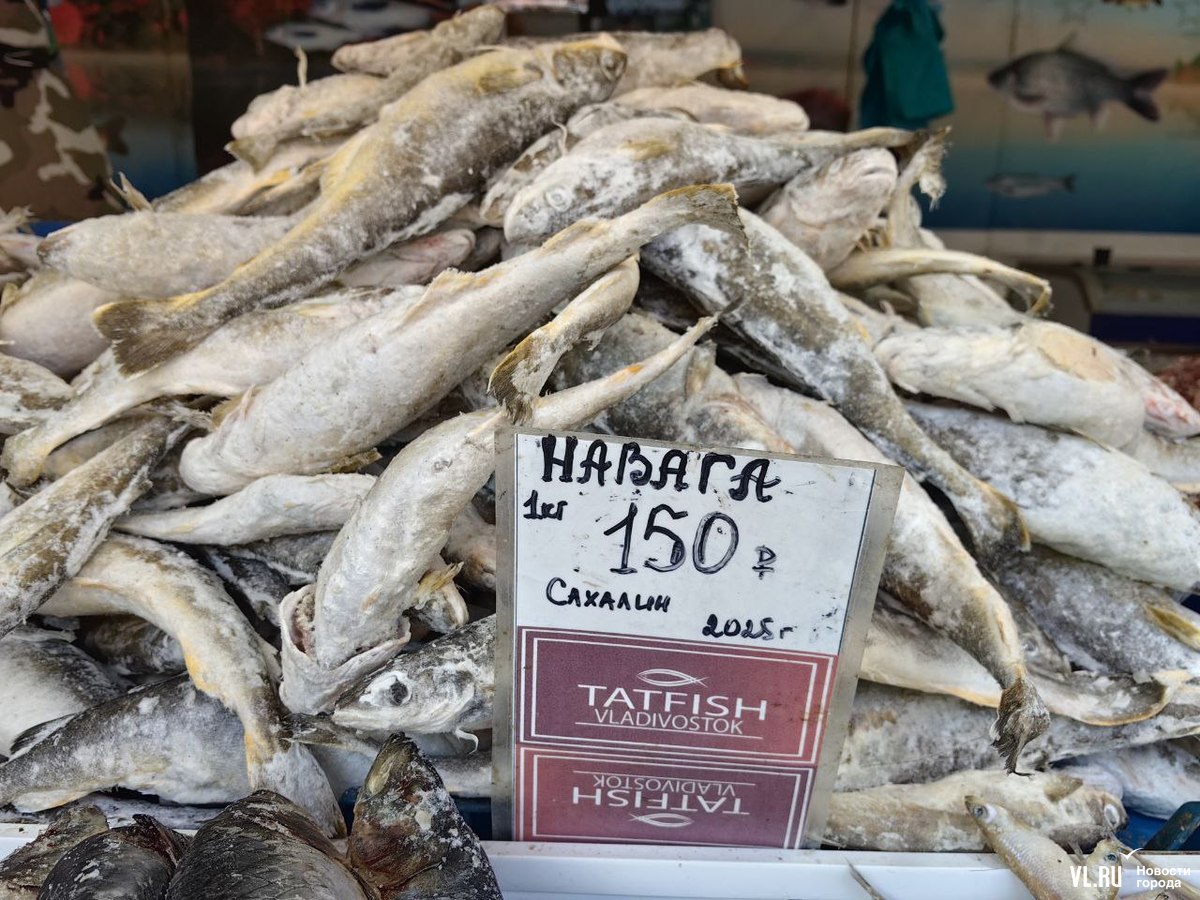 НАВАГА
1кг
150 ₽
Сахалин
2025г
TATFISH
VLADIVOSTOK
VLADIVOSTOK
TATFISH
VL.RU Новости
города